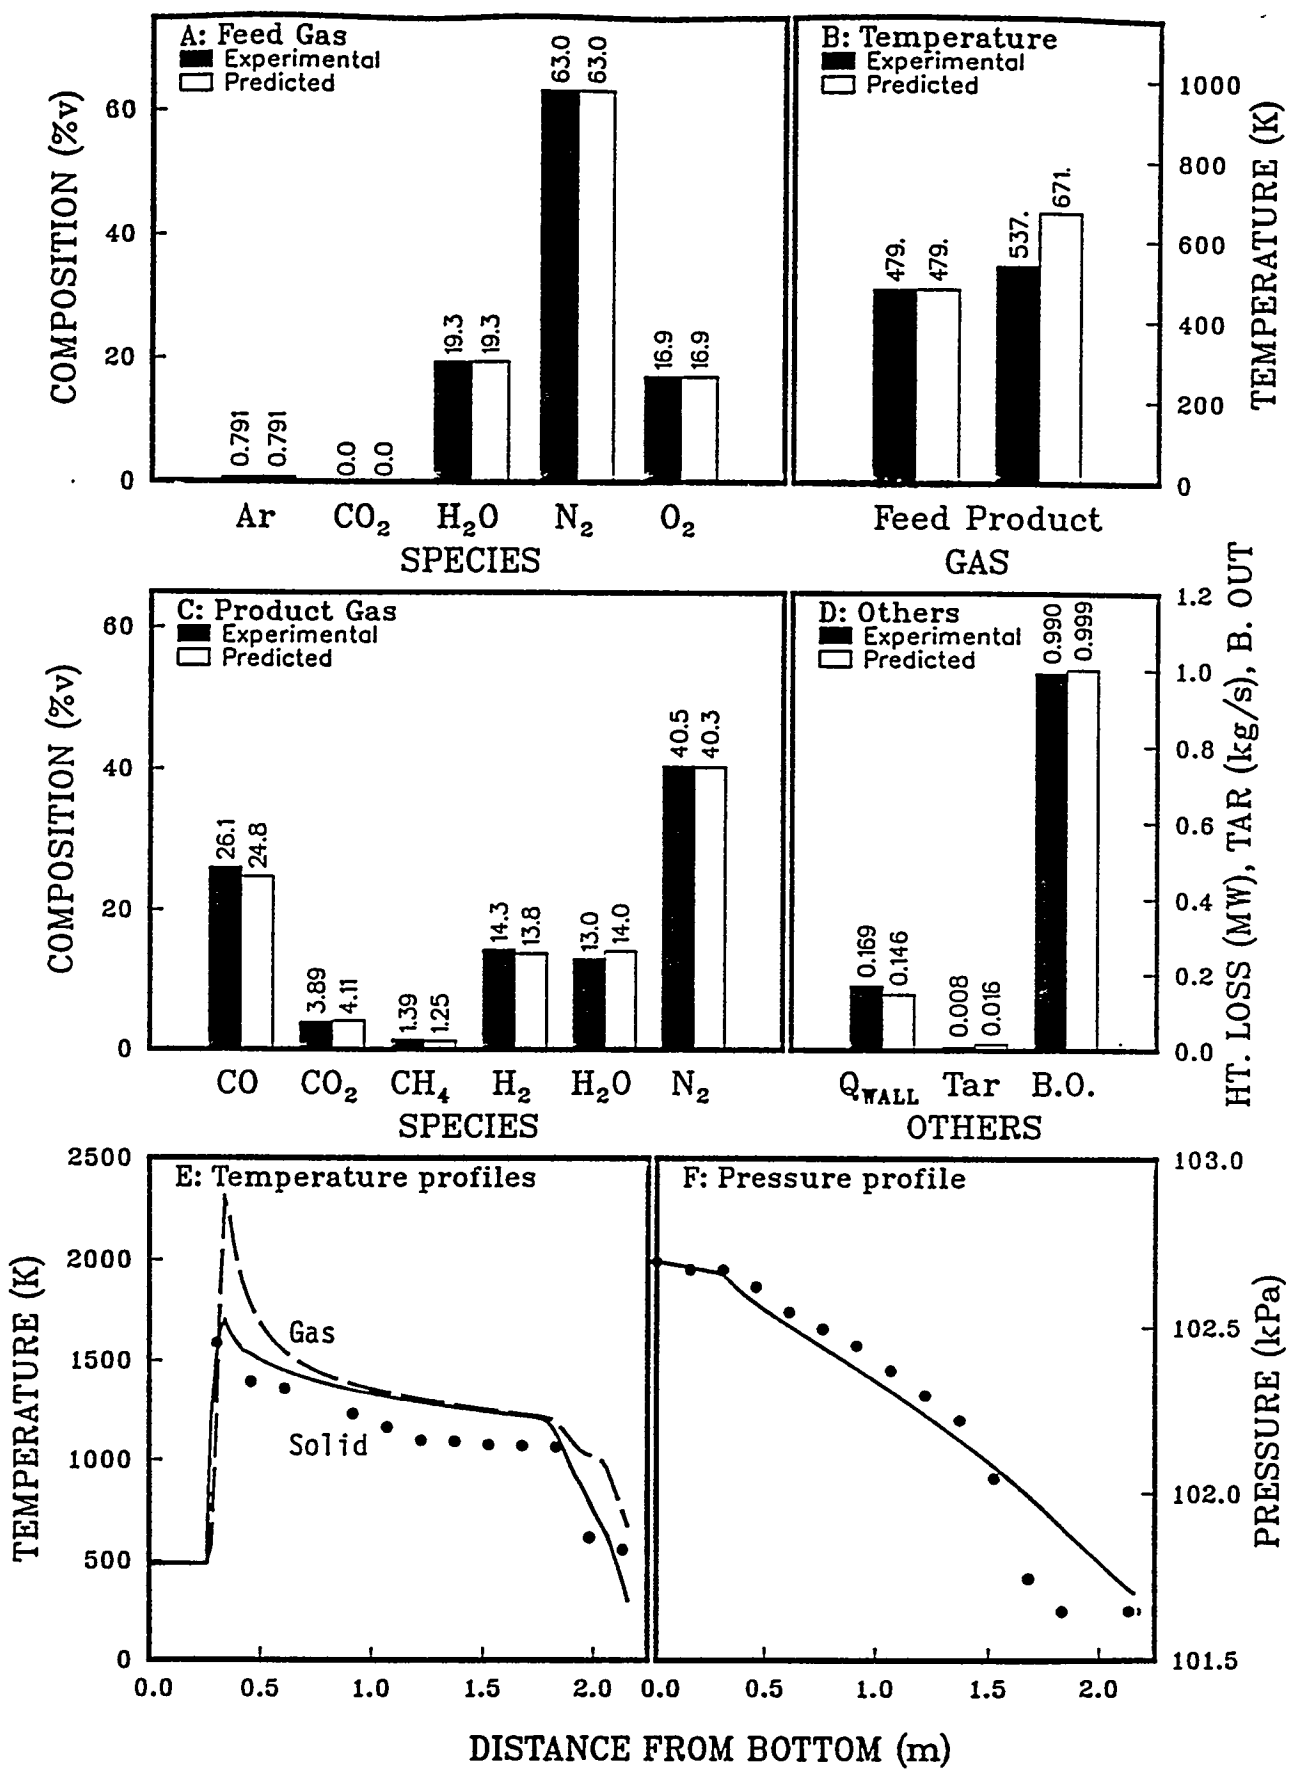 A: Feed Gas
Experimental
Predicted
COMPOSITION (%v)
60
40
20
0
0.791
0.791
0.0
0.0
19.3
19.3
63.0
63.0
16.9
16.9
Ar CO₂ H₂O N₂ O₂
SPECIES
B: Temperature
Experimental
Predicted
479.
479.
537.
671.
1000
800
600
400
200
0
TEMPERATURE (K)
Feed Product
GAS
C: Product Gas
Experimental
Predicted
COMPOSITION (%v)
60
40
20
0
26.1
24.8
3.89
4.11
1.39
1.25
14.3
13.8
13.0
14.0
40.5
40.3
CO CO₂ CH₄ H₂ H₂O N₂
SPECIES
D: Others
Experimental
Predicted
0.169
0.146
0.008
0.016
0.990
0.999
1.2
1.0
0.8
0.6
0.4
0.2
0.0
HT. LOSS (MW), TAR (kg/s), B. OUT
Q_WALL Tar B.O.
OTHERS
E: Temperature profiles
TEMPERATURE (K)
2500
2000
1500
1000
500
0
Gas
Solid
0.0 0.5 1.0 1.5 2.0
F: Pressure profile
103.0
102.5
102.0
101.5
PRESSURE (kPa)
0.0 0.5 1.0 1.5 2.0
DISTANCE FROM BOTTOM (m)